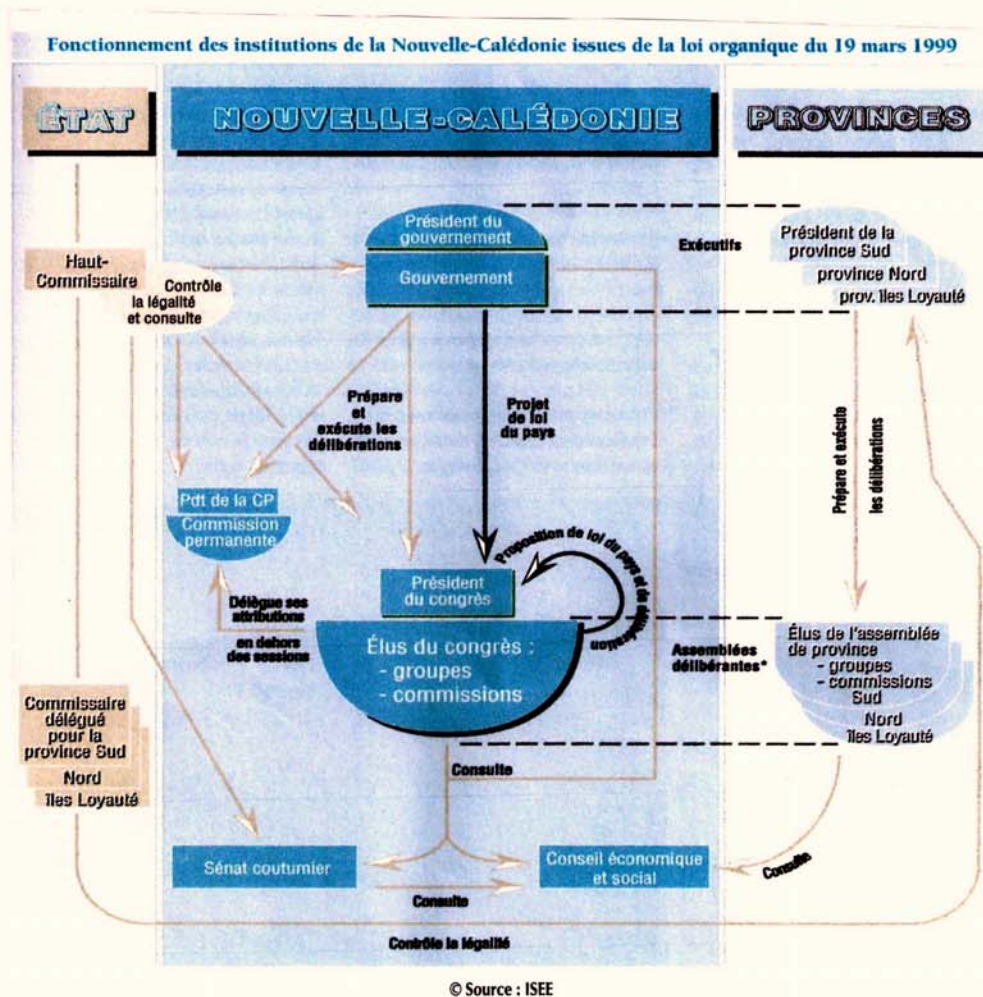 Fonctionnement des institutions de la Nouvelle-Calédonie issues de la loi organique du 19 mars 1999
ÉTAT
NOUVELLE-CALÉDONIE
PROVINCES
Président du
gouvernement
Gouvernement
Exécutifs
Président de la
province Sud
province Nord
prov. îles Loyauté
Haut-
Commissaire
Contrôle
la légalité
et consulte
Prépare
et
exécute les
délibérations
Projet
de loi
du pays
Prépare et exécute
les délibérations
Pdt de la CP
Commission
permanente
Proposition de loi du pays et de délibération
Président
du congrès
Délègue ses
attributions
en dehors
des sessions
Élus du congrès :
- groupes
- commissions
Assemblées
délibérantes*
Élus de l'assemblée
de province
- groupes
- commissions
Sud
Nord
îles Loyauté
Commissaire
délégué
pour la
province Sud
Nord
îles Loyauté
Consulte
Sénat coutumier
Conseil économique
et social
Consulte
Consulte
Contrôle la légalité
© Source : ISEE